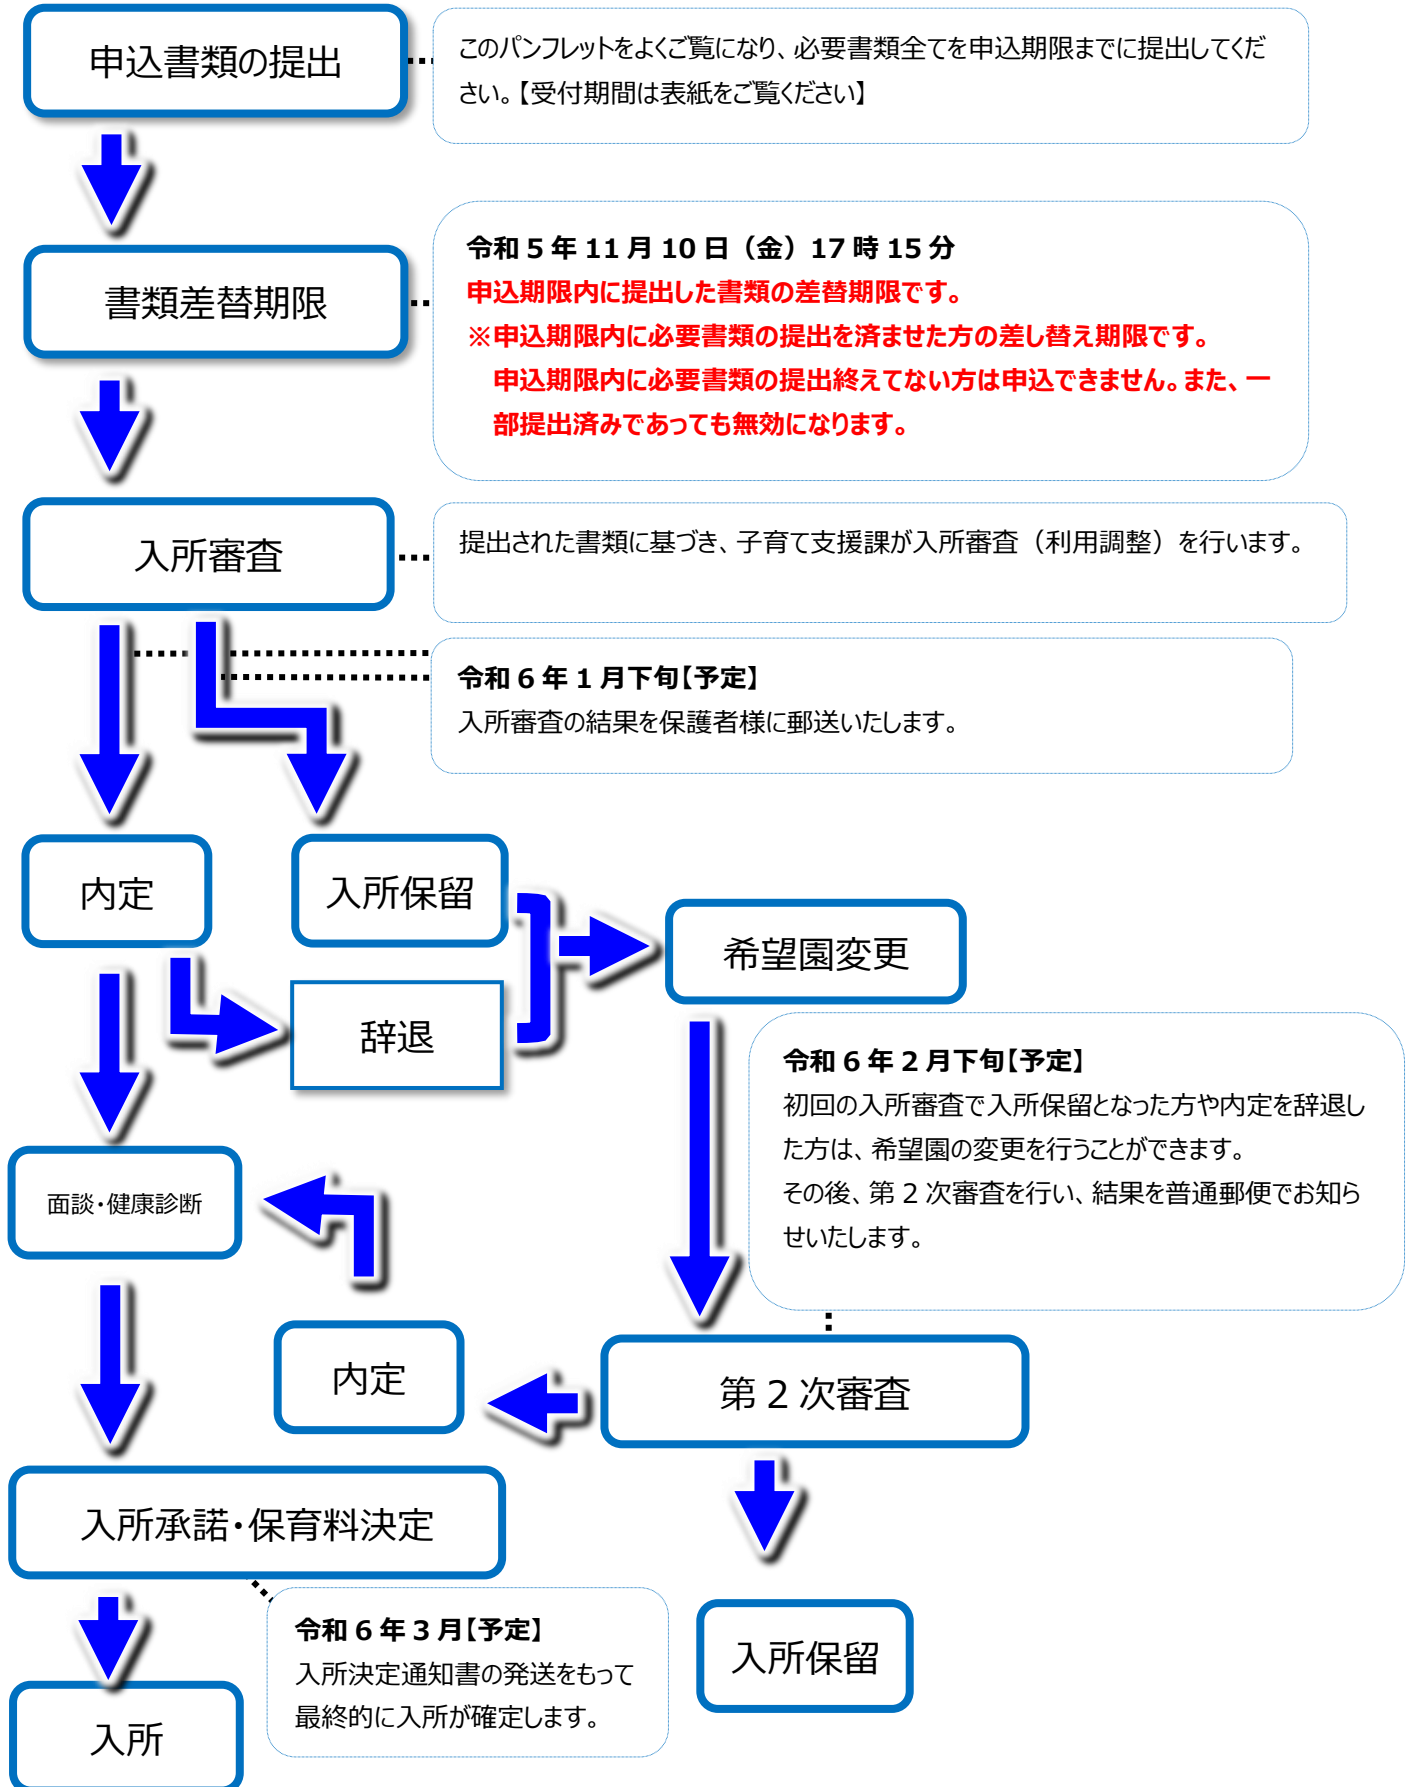 申込書類の提出
このパンフレットをよくご覧になり、必要書類全てを申込期限までに提出してくだ
さい。【受付期間は表紙をご覧ください】
書類差替期限
令和５年 11 月 10 日（金）17 時 15 分
申込期限内に提出した書類の差替期限です。
※申込期限内に必要書類の提出を済ませた方の差し替え期限です。
申込期限内に必要書類の提出終えてない方は申込できません。また、一
部提出済みであっても無効になります。
入所審査
提出された書類に基づき、子育て支援課が入所審査（利用調整）を行います。
令和６年１月下旬【予定】
入所審査の結果を保護者様に郵送いたします。
内定
入所保留
希望園変更
辞退
令和６年２月下旬【予定】
初回の入所審査で入所保留となった方や内定を辞退し
た方は、希望園の変更を行うことができます。
その後、第２次審査を行い、結果を普通郵便でお知ら
せいたします。
面談・健康診断
内定
第２次審査
入所承諾・保育料決定
令和６年３月【予定】
入所決定通知書の発送をもって
最終的に入所が確定します。
入所保留
入所